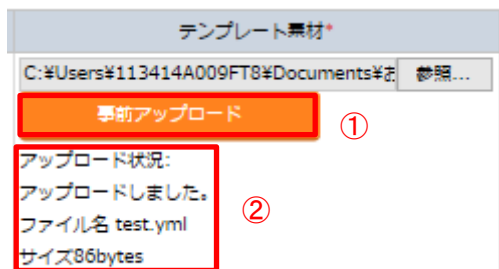 テンプレート素材*
C:¥Users¥113414A009FT8¥Documents¥お 参照...
事前アップロード
①
アップロード状況:
アップロードしました。
②
ファイル名 test.yml
サイズ86bytes